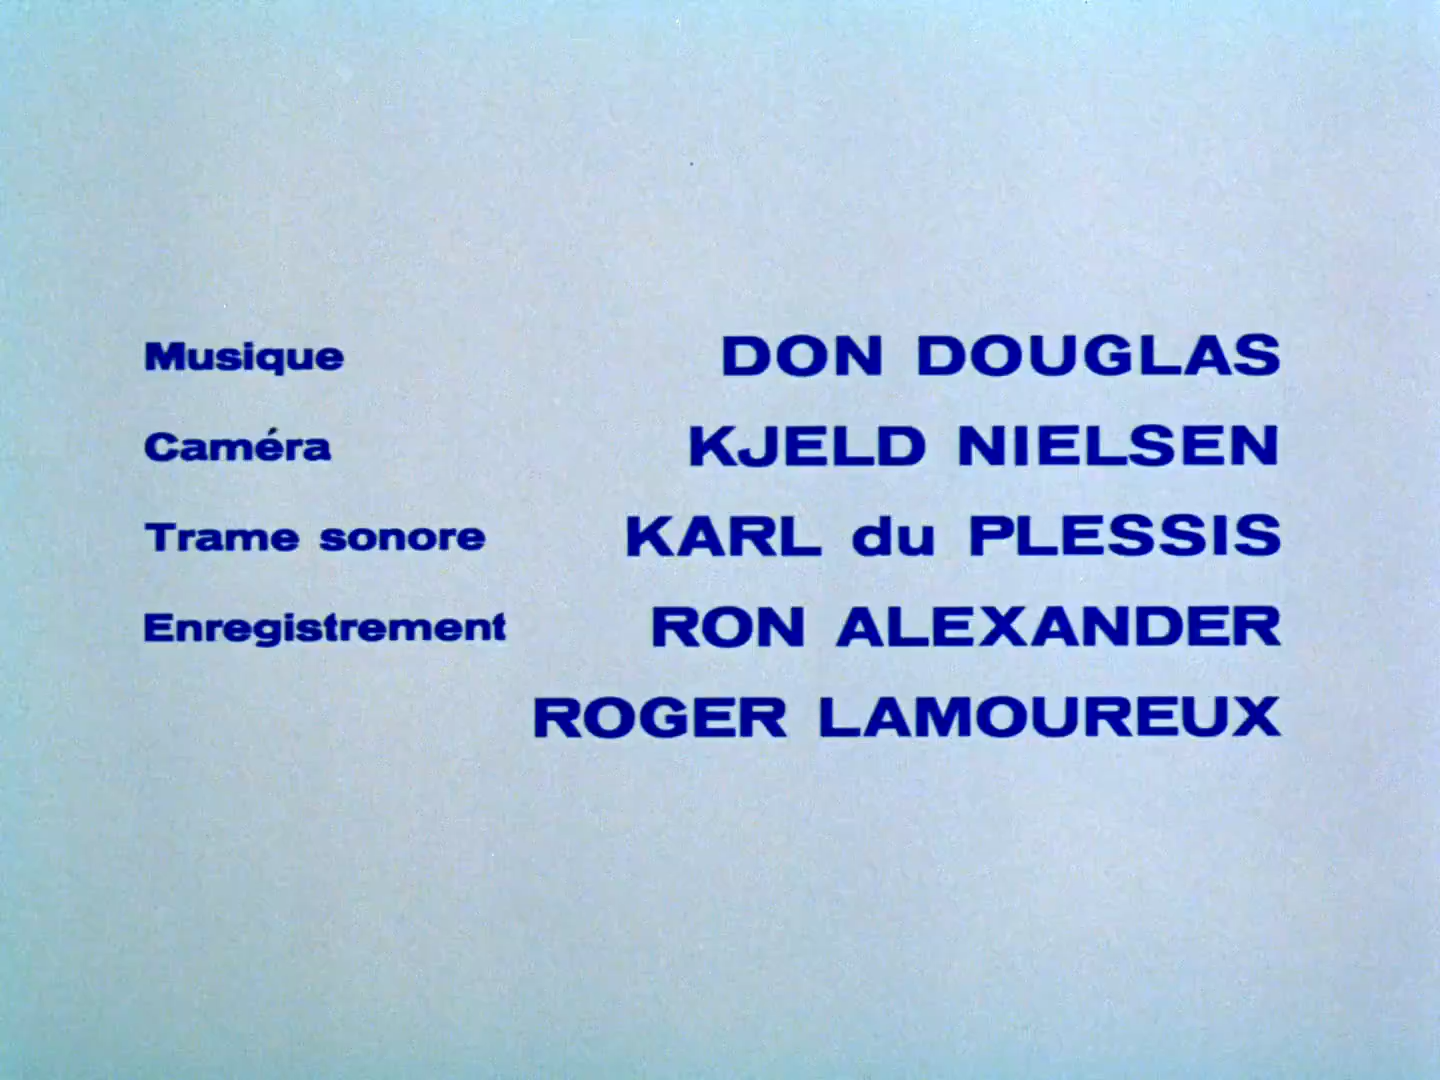 Musique DON DOUGLAS
Caméra KJELD NIELSEN
Trame sonore KARL du PLESSIS
Enregistrement RON ALEXANDER
ROGER LAMOUREUX